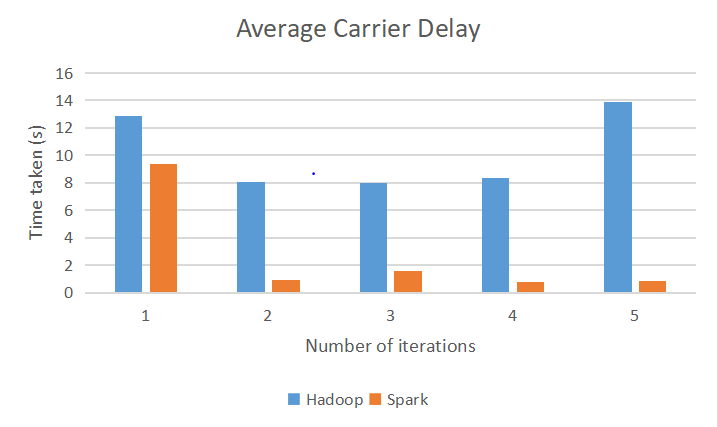 Average Carrier Delay
16
14
12
10
8
6
4
2
0
Time taken (s)
1 2 3 4 5
Number of iterations
Hadoop Spark